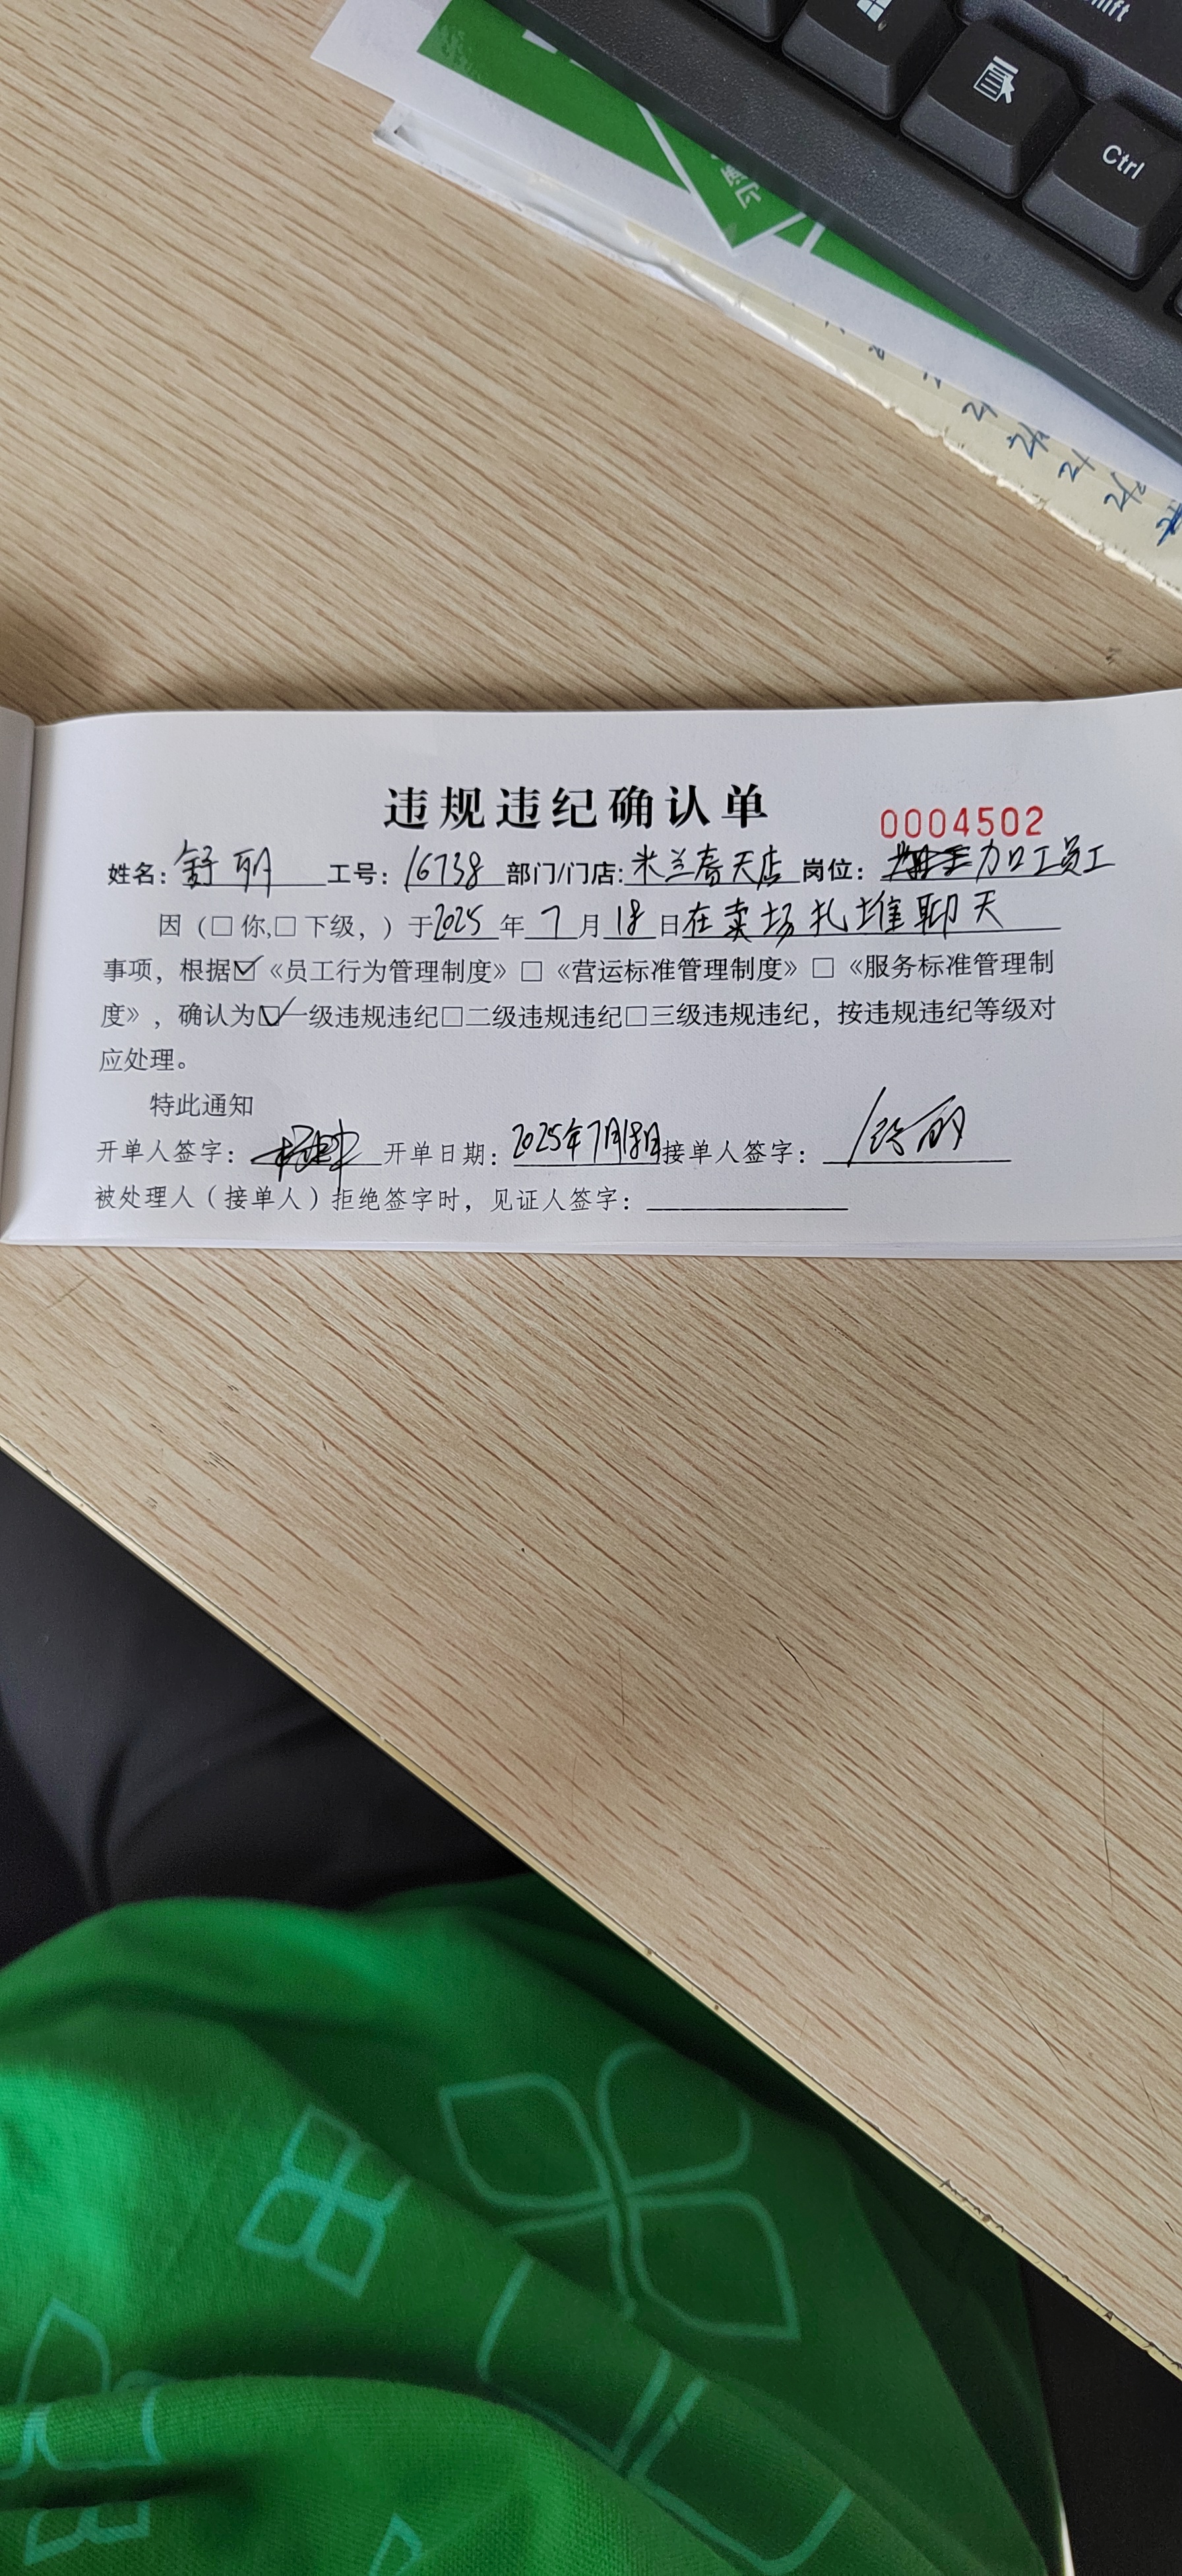 Shift
Ctrl
违规违纪确认单
0004502
姓名：舒丽 工号：16738 部门/门店：米兰春天店 岗位： 加工员工
因（□你,□下级，）于2025年7月18日在卖场扎堆聊天
事项，根据☑《员工行为管理制度》□《营运标准管理制度》□《服务标准管理制
度》，确认为☑一级违规违纪□二级违规违纪□三级违规违纪，按违规违纪等级对
应处理。
特此通知
开单人签字： 开单日期：2025年7月18日接单人签字：舒丽
被处理人（接单人）拒绝签字时，见证人签字：